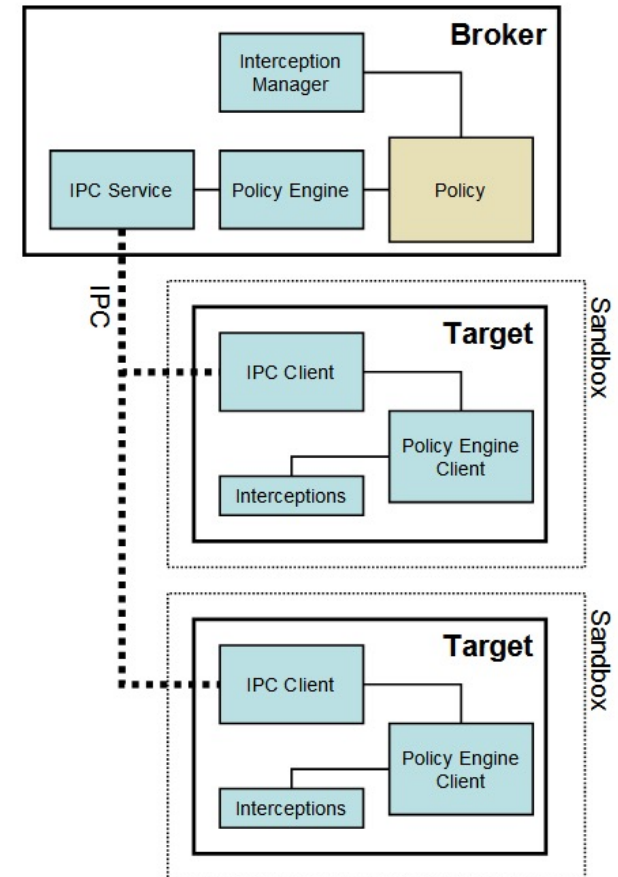 Broker
Interception
Manager
IPC Service
Policy Engine
Policy
IPC
Sandbox
Target
IPC Client
Policy Engine
Client
Interceptions
Sandbox
Target
IPC Client
Policy Engine
Client
Interceptions